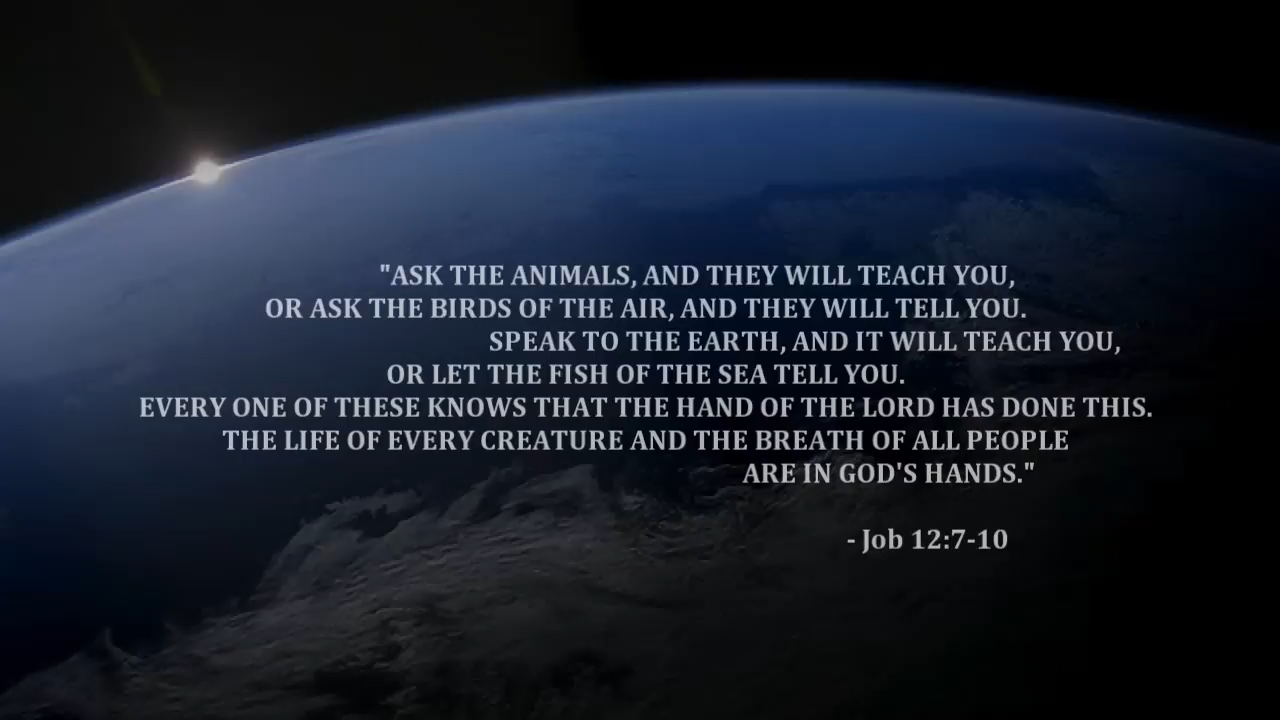 "ASK THE ANIMALS, AND THEY WILL TEACH YOU,
OR ASK THE BIRDS OF THE AIR, AND THEY WILL TELL YOU.
SPEAK TO THE EARTH, AND IT WILL TEACH YOU,
OR LET THE FISH OF THE SEA TELL YOU.
EVERY ONE OF THESE KNOWS THAT THE HAND OF THE LORD HAS DONE THIS.
THE LIFE OF EVERY CREATURE AND THE BREATH OF ALL PEOPLE
ARE IN GOD'S HANDS."
- Job 12:7-10